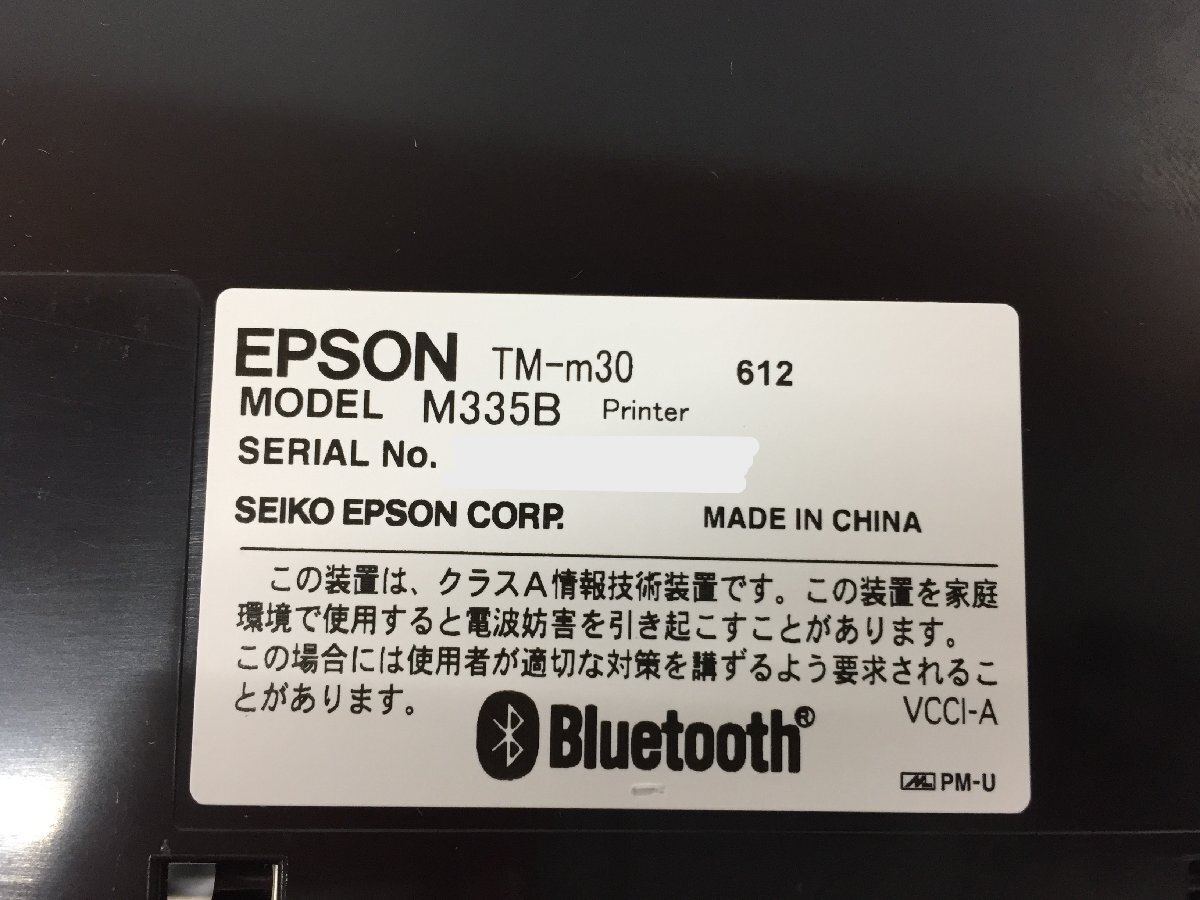 EPSON TM-m30 612
MODEL M335B Printer
SERIAL No.
SEIKO EPSON CORP. MADE IN CHINA
この装置は、クラスA情報技術装置です。この装置を家庭
環境で使用すると電波妨害を引き起こすことがあります。
この場合には使用者が適切な対策を講ずるよう要求されるこ
とがあります。
VCCI-A
Bluetooth®
PM-U